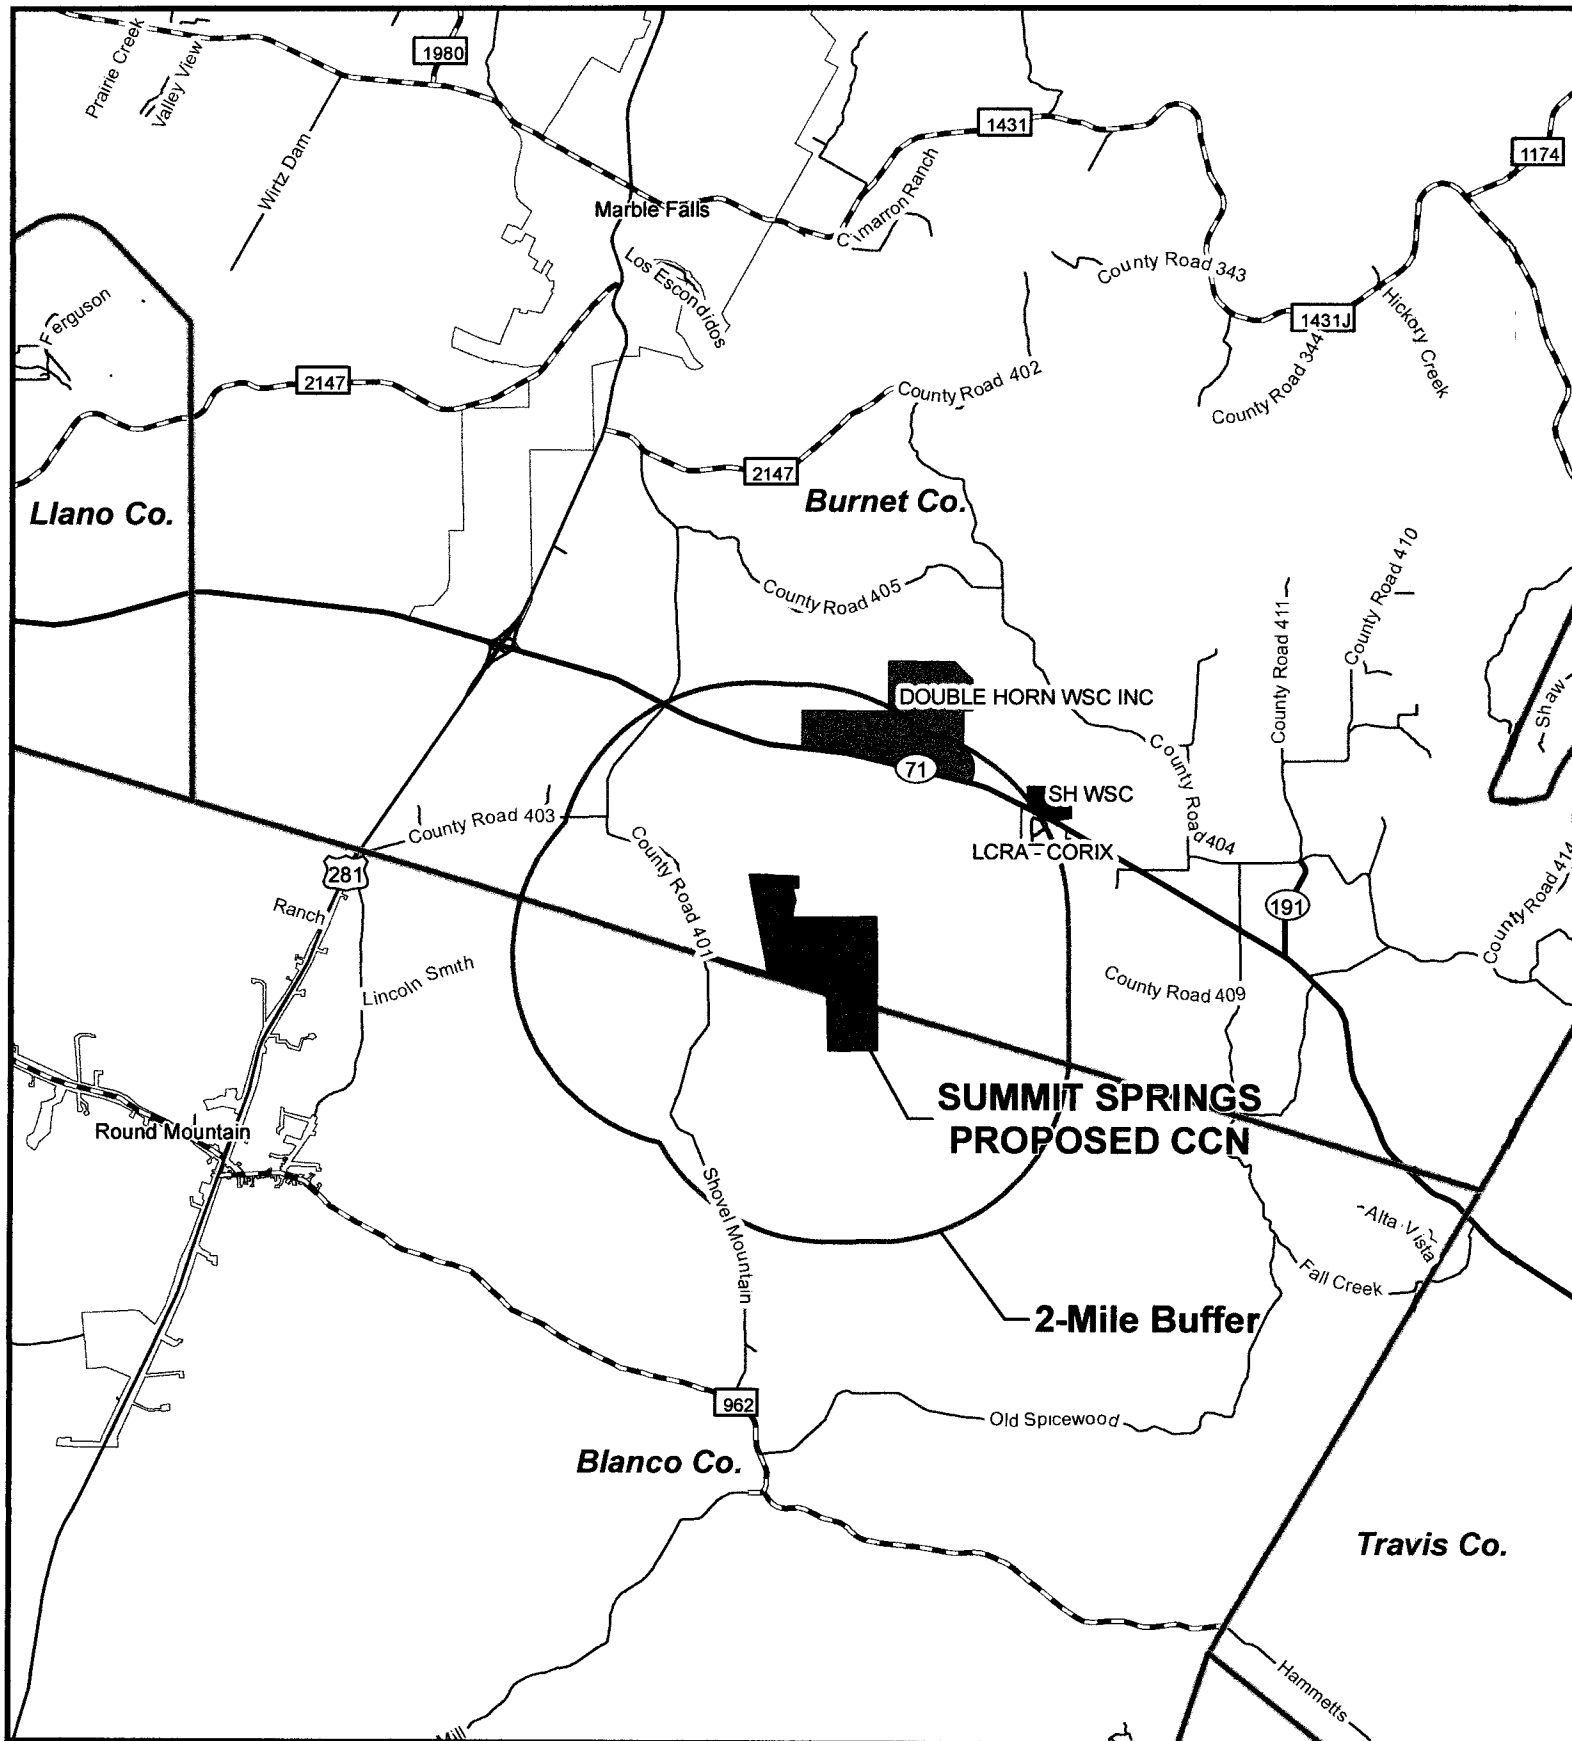 Prairie Creek
Valley View
1980
Wirtz Dam
Marble Falls
1431
Cimarron Ranch
1174
Los Escondidos
County Road 343
1431J
Hickory Creek
County Road 344
Ferguson
2147
County Road 402
2147
Llano Co.
Burnet Co.
County Road 405
County Road 411
County Road 410
DOUBLE HORN WSC INC
Shaw
71
County Road 404
SH WSC
LCRA - CORIX
County Road 403
County Road 401
281
Ranch
191
County Road 414
Lincoln Smith
County Road 409
SUMMIT SPRINGS
PROPOSED CCN
Round Mountain
Shovel Mountain
Alta Vista
Fall Creek
2-Mile Buffer
962
Old Spicewood
Blanco Co.
Travis Co.
Hammetts
Mill